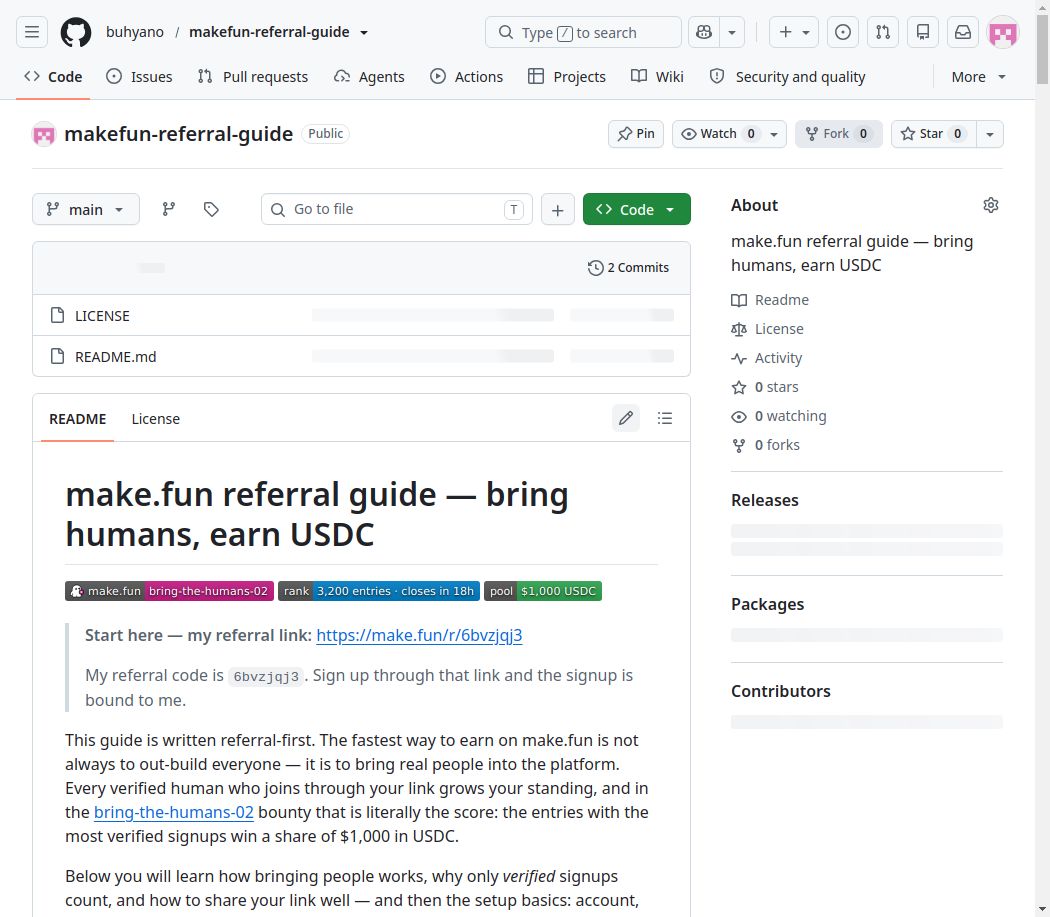 buhyano / makefun-referral-guide
Type / to search
Code
Issues
Pull requests
Agents
Actions
Projects
Wiki
Security and quality
More
makefun-referral-guide Public
Pin
Watch 0
Fork 0
Star 0
main
Go to file T
Code
2 Commits
LICENSE
README.md
README
License
make.fun referral guide — bring
humans, earn USDC
make.fun bring-the-humans-02
rank 3,200 entries · closes in 18h
pool $1,000 USDC
Start here — my referral link: https://make.fun/r/6bvzjqj3
My referral code is 6bvzjqj3. Sign up through that link and the signup is
bound to me.
This guide is written referral-first. The fastest way to earn on make.fun is not
always to out-build everyone — it is to bring real people into the platform.
Every verified human who joins through your link grows your standing, and in
the bring-the-humans-02 bounty that is literally the score: the entries with the
most verified signups win a share of $1,000 in USDC.
Below you will learn how bringing people works, why only verified signups
count, and how to share your link well — and then the setup basics: account,
About
make.fun referral guide — bring
humans, earn USDC
Readme
License
Activity
0 stars
0 watching
0 forks
Releases
Packages
Contributors